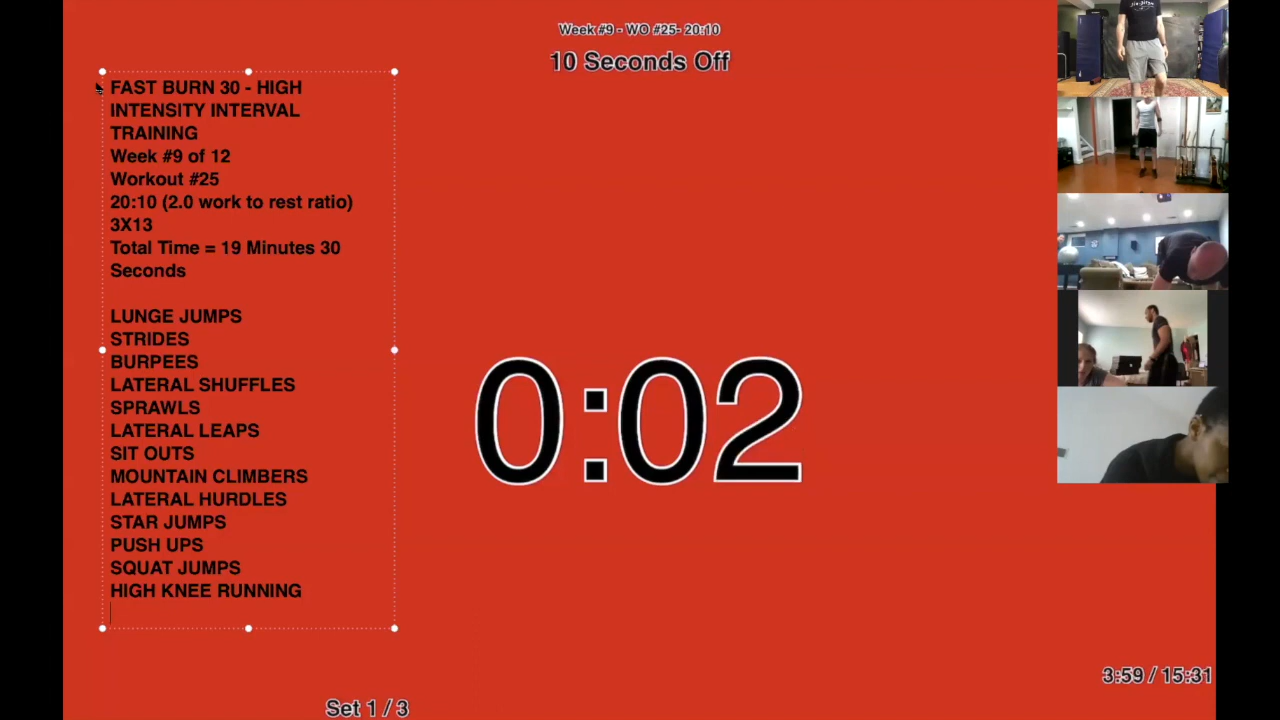 Week #9 - WO #25- 20:10
10 Seconds Off
FAST BURN 30 - HIGH
INTENSITY INTERVAL
TRAINING
Week #9 of 12
Workout #25
20:10 (2.0 work to rest ratio)
3X13
Total Time = 19 Minutes 30
Seconds
LUNGE JUMPS
STRIDES
BURPEES
LATERAL SHUFFLES
SPRAWLS
LATERAL LEAPS
SIT OUTS
MOUNTAIN CLIMBERS
LATERAL HURDLES
STAR JUMPS
PUSH UPS
SQUAT JUMPS
HIGH KNEE RUNNING
0:02
3:59 / 15:31
Set 1 / 3